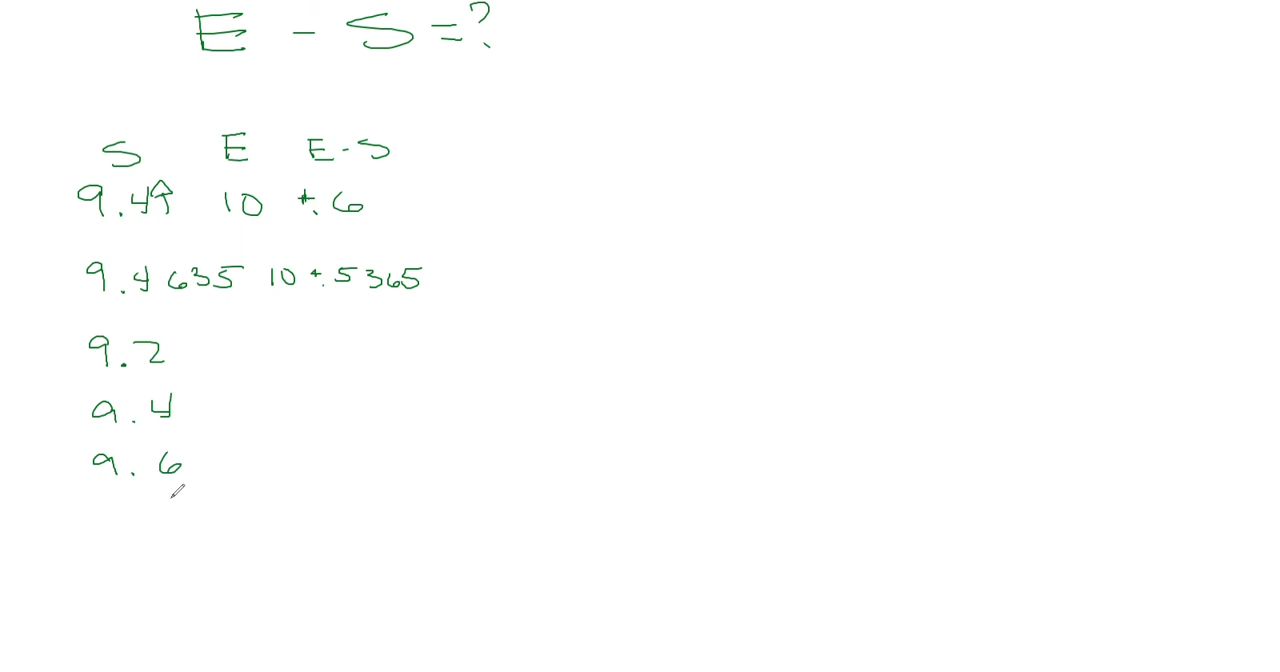 E - S = ?
S E E - S
9.4↑ 10 +.6
9.4635 10 +.5365
9.2
9.4
9.6